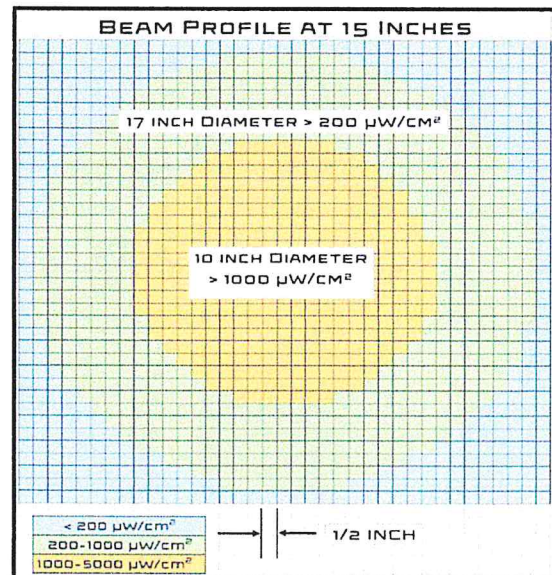 BEAM PROFILE AT 15 INCHES
17 INCH DIAMETER > 200 µW/CM²
10 INCH DIAMETER
> 1000 µW/CM²
< 200 µW/cm²
200-1000 µW/cm²
1000-5000 µW/cm²
1/2 INCH